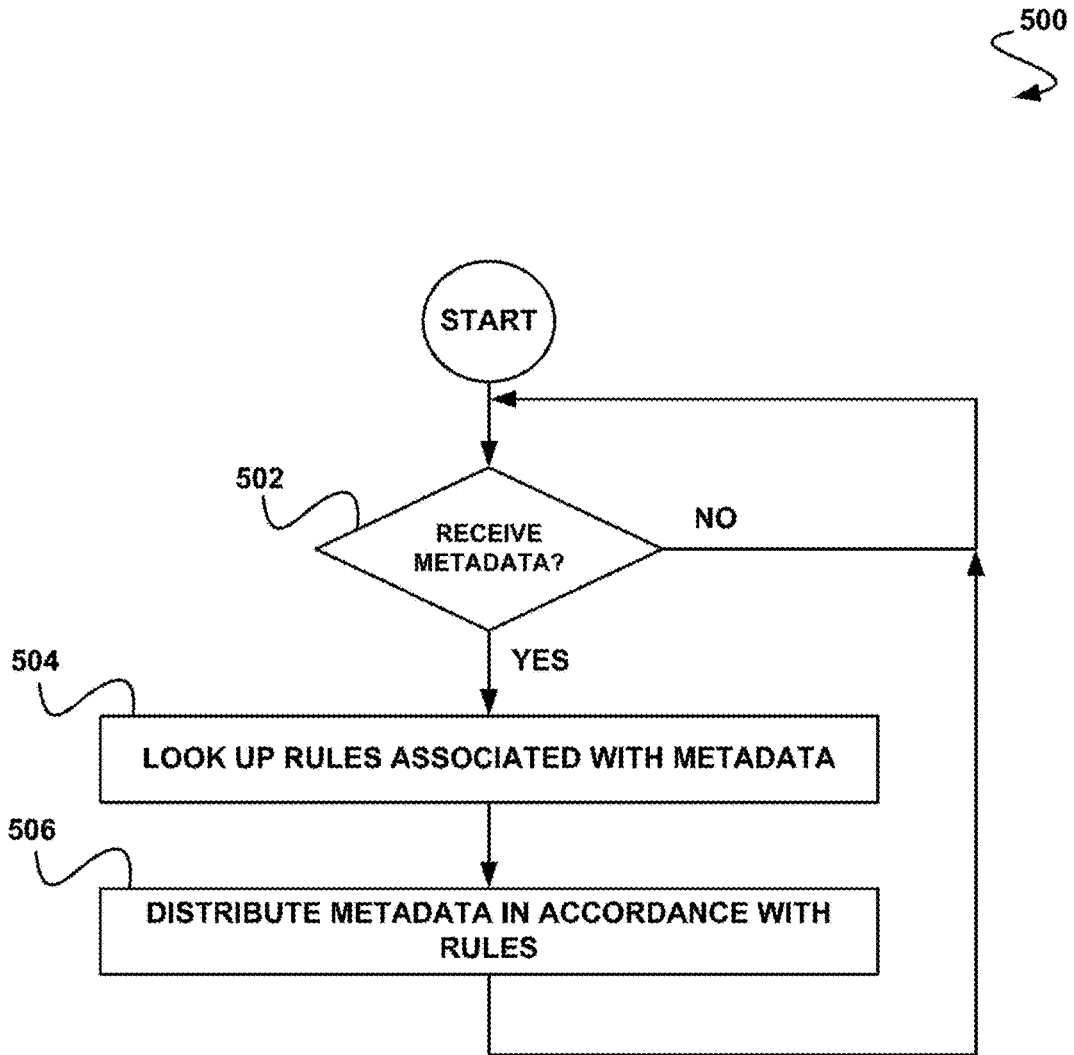 500
START
502
RECEIVE
METADATA?
NO
YES
504
LOOK UP RULES ASSOCIATED WITH METADATA
506
DISTRIBUTE METADATA IN ACCORDANCE WITH
RULES